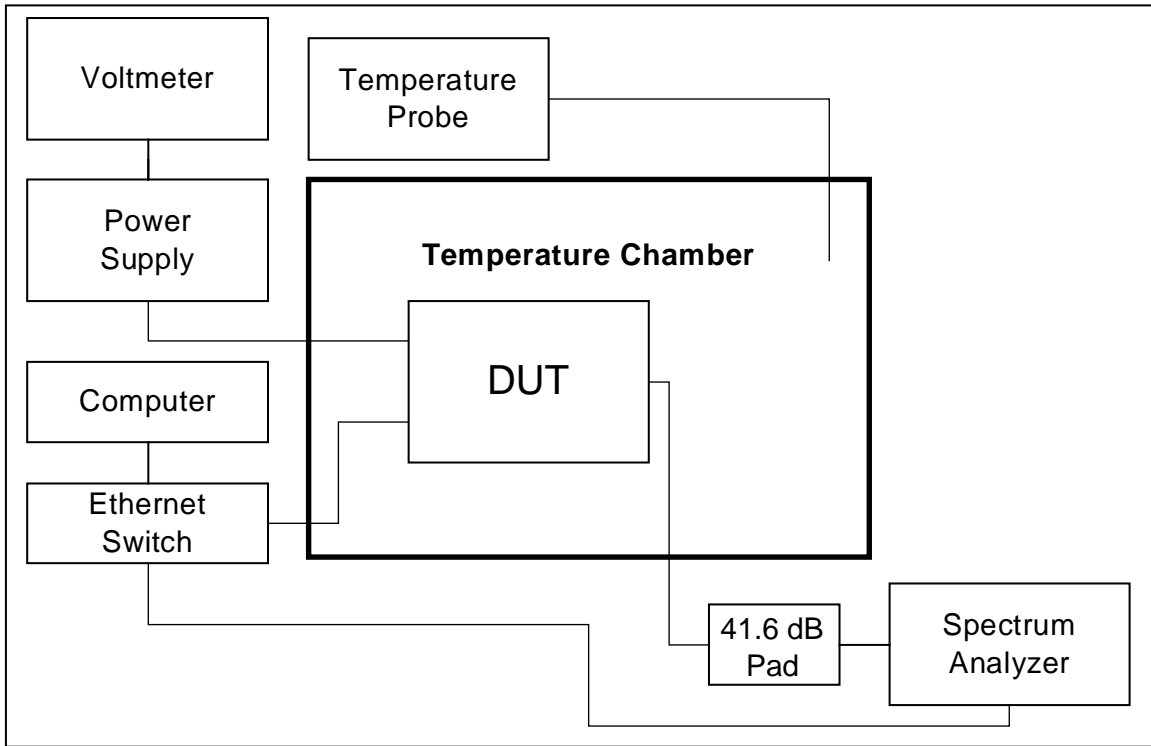 Voltmeter
Temperature
Probe
Power
Supply
Temperature Chamber
DUT
Computer
Ethernet
Switch
41.6 dB
Pad
Spectrum
Analyzer